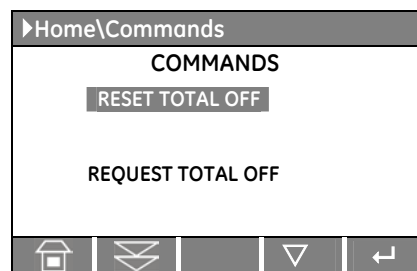 Home\Commands
COMMANDS
RESET TOTAL OFF
REQUEST TOTAL OFF